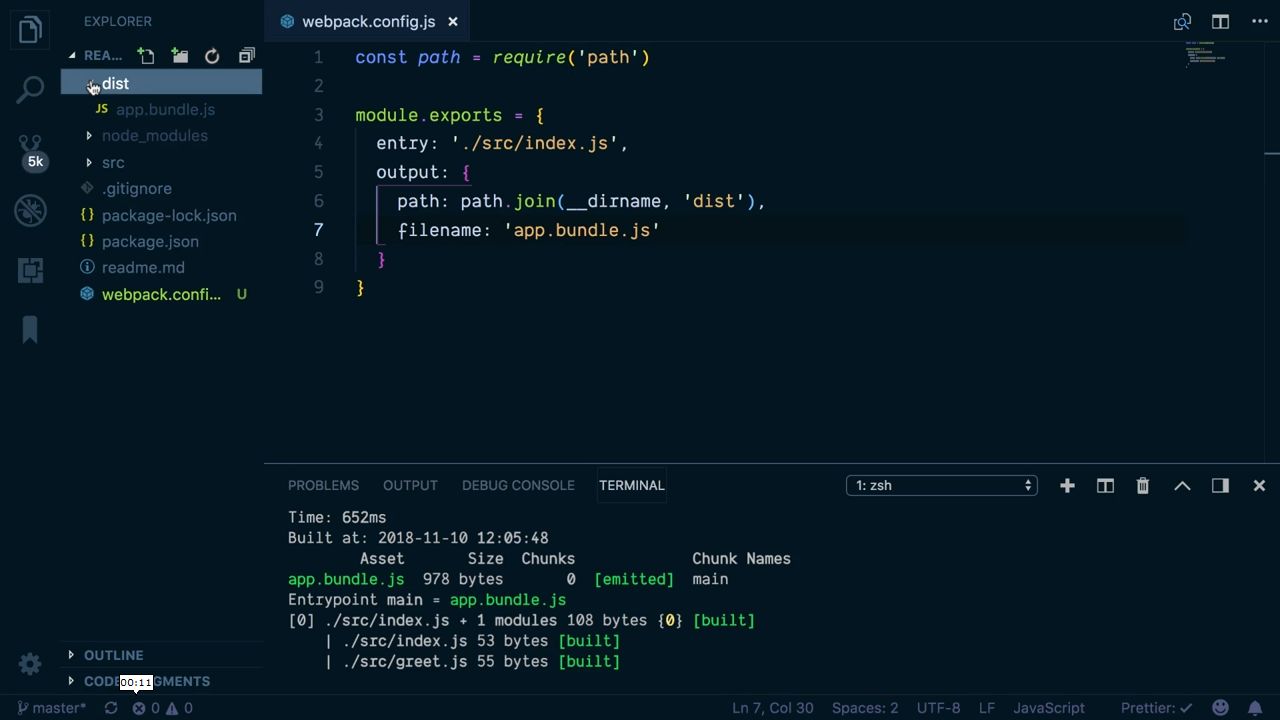 EXPLORER
webpack.config.js
REA...
dist
JS app.bundle.js
node_modules
src
.gitignore
{} package-lock.json
{} package.json
readme.md
webpack.confi... U
5k
1 const path = require('path')
2
3 module.exports = {
4 entry: './src/index.js',
5 output: {
6 path: path.join(__dirname, 'dist'),
7 filename: 'app.bundle.js'
8 }
9 }
PROBLEMS OUTPUT DEBUG CONSOLE TERMINAL 1: zsh
Time: 652ms
Built at: 2018-11-10 12:05:48
Asset Size Chunks Chunk Names
app.bundle.js 978 bytes 0 [emitted] main
Entrypoint main = app.bundle.js
[0] ./src/index.js + 1 modules 108 bytes {0} [built]
| ./src/index.js 53 bytes [built]
| ./src/greet.js 55 bytes [built]
OUTLINE
00:11
master* 0 0 Ln 7, Col 30 Spaces: 2 UTF-8 LF JavaScript Prettier: ✓